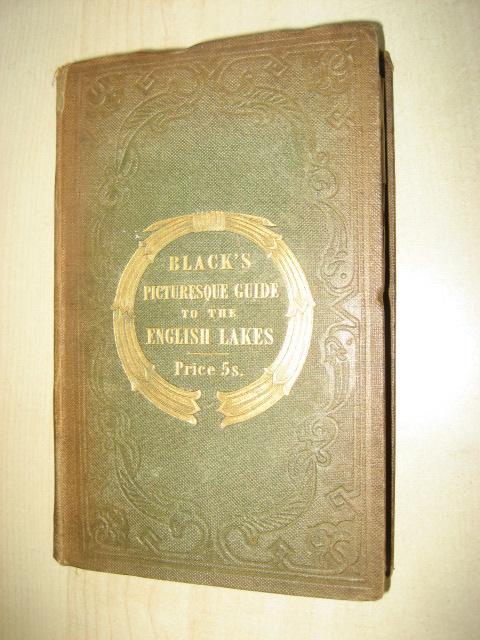 BLACK'S
PICTURESQUE GUIDE
TO THE
ENGLISH LAKES
Price 5s.